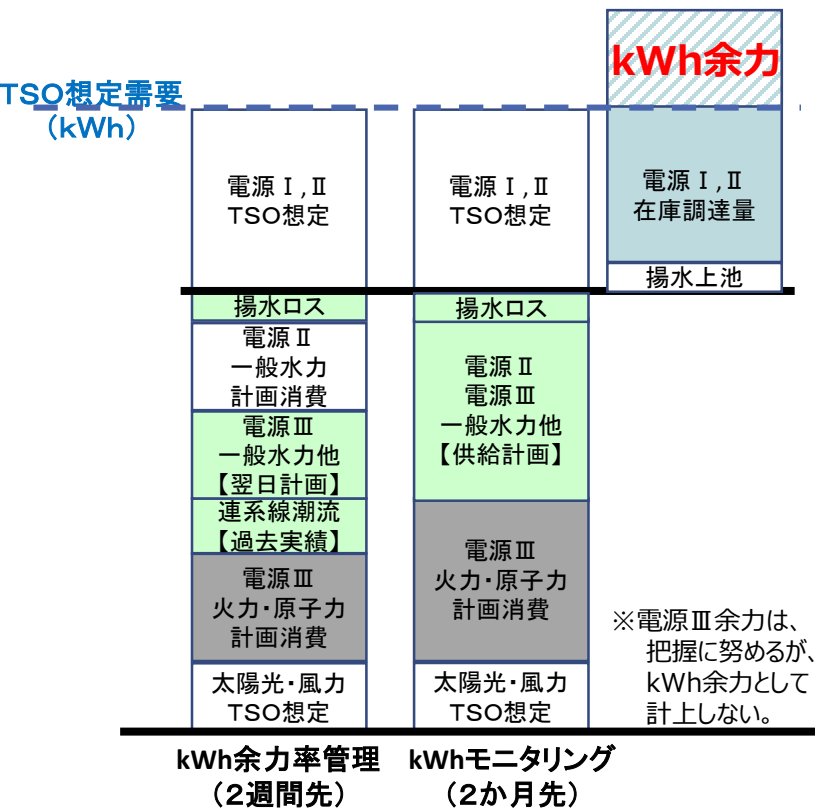 TSO想定需要
（kWh）
電源Ⅰ,Ⅱ
TSO想定
揚水ロス
電源Ⅱ
一般水力
計画消費
電源Ⅲ
一般水力他
【翌日計画】
連系線潮流
【過去実績】
電源Ⅲ
火力・原子力
計画消費
太陽光・風力
TSO想定
kWh余力率管理
（2週間先）
電源Ⅰ,Ⅱ
TSO想定
揚水ロス
電源Ⅱ
電源Ⅲ
一般水力他
【供給計画】
電源Ⅲ
火力・原子力
計画消費
太陽光・風力
TSO想定
kWhモニタリング
（2か月先）
kWh余力
電源Ⅰ,Ⅱ
在庫調達量
揚水上池
※電源Ⅲ余力は、
把握に努めるが、
kWh余力として
計上しない。